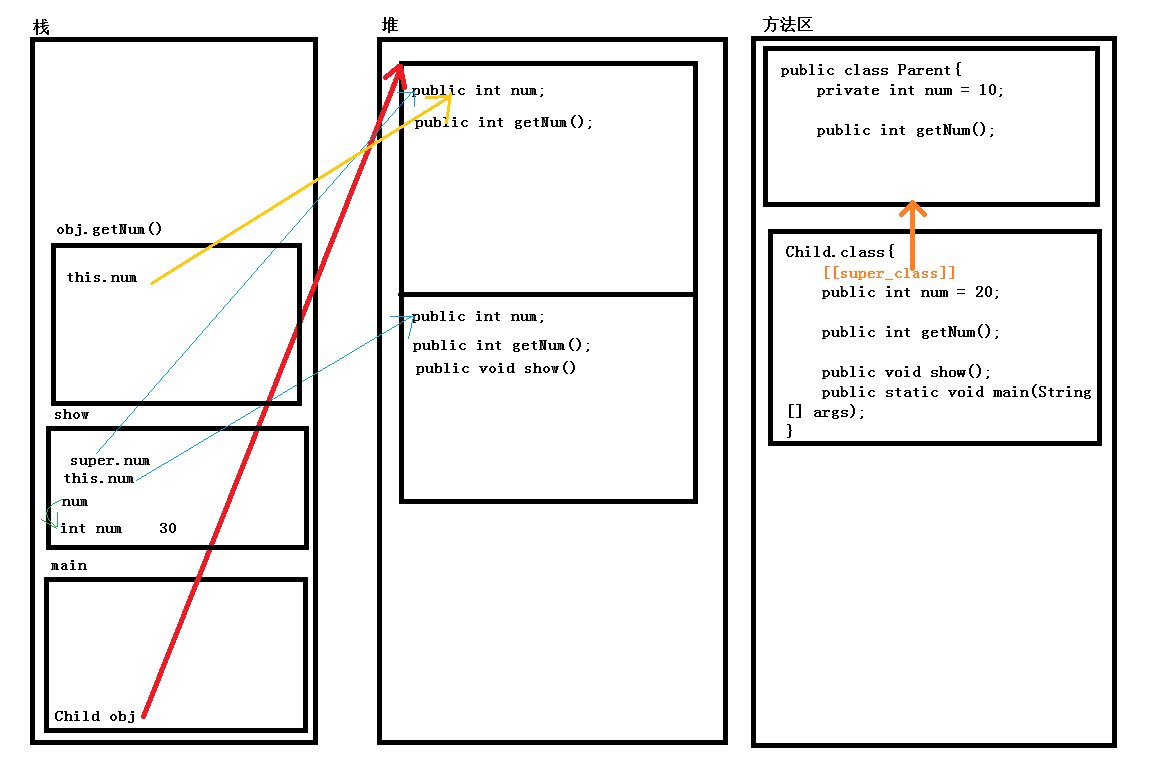 栈
obj.getNum()
this.num
show
super.num
this.num
num
int num 30
main
Child obj
堆
public int num;
public int getNum();
public int num;
public int getNum();
public void show()
方法区
public class Parent{
private int num = 10;
public int getNum();
Child.class{
[[super_class]]
public int num = 20;
public int getNum();
public void show();
public static void main(String
[] args);
}